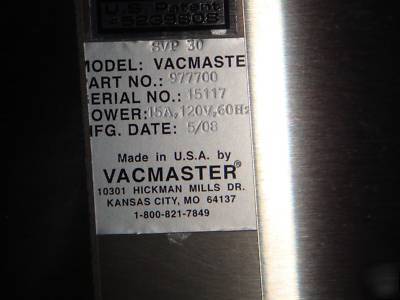 U.S. Patent
SVP 30
MODEL: VACMASTE
PART NO.: 977700
SERIAL NO.: 15117
POWER: 15A,120V,60Hz
MFG. DATE: 5/08
Made in U.S.A. by
VACMASTER®
10301 HICKMAN MILLS DR.
KANSAS CITY, MO 64137
1-800-821-7849